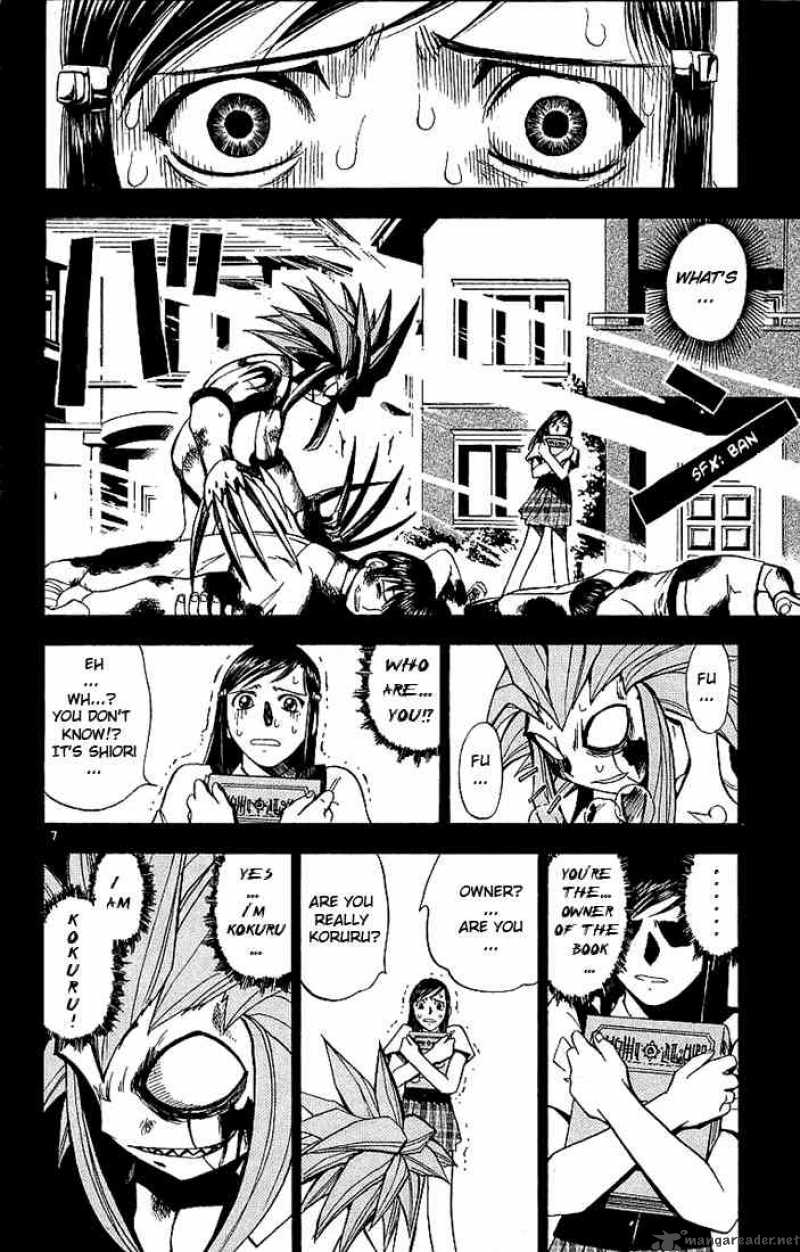 WHAT'S
...
SFX: BAN
FU
...
FU
...
WHO
ARE...
YOU!?
EH
...
WH...?
YOU DON'T
KNOW!?
IT'S SHIORI
...
7
......
YOU'RE
THE...
OWNER
OF THE
BOOK
...
OWNER?
...
ARE YOU
...
ARE YOU
REALLY
KORURU?
YES
...
I'M
KOKURU
...
I AM
KOKURU!
mangareader.net